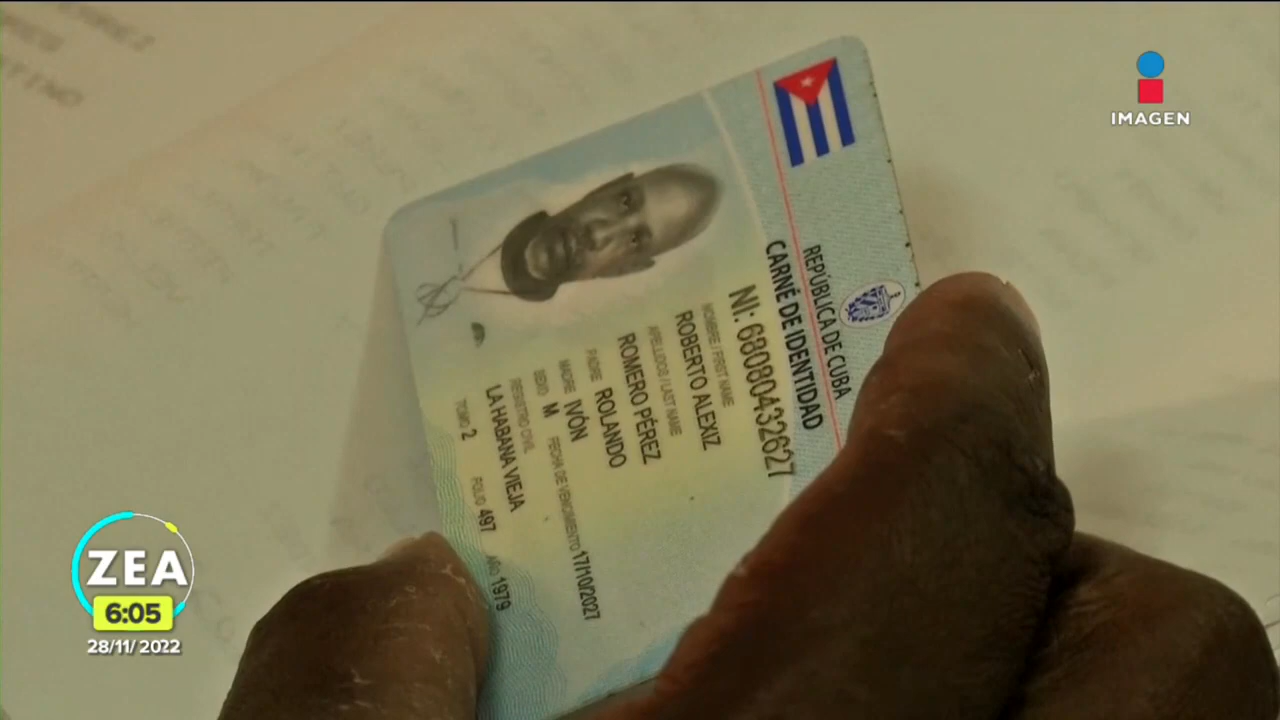 IMAGEN
REPÚBLICA DE CUBA
CARNÉ DE IDENTIDAD
NI: 68080432627
NOMBRE / FIRST NAME
ROBERTO ALEXIZ
APELLIDOS / LAST NAME
ROMERO PÉREZ
PADRE ROLANDO
MADRE IVÓN
SEXO M FECHA DE VENCIMIENTO 17/10/2027
REGISTRO CIVIL
LA HABANA VIEJA
TOMO 2 FOLIO 497 AÑO 1979
ZEA
6:05
28/11/2022